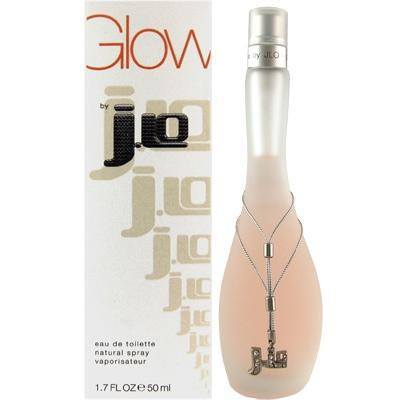 Glow
by
J.LO
J.LO
J.LO
J.LO
J.LO
J.LO
eau de toilette
natural spray
vaporisateur
1.7 FL OZ e 50 ml
by JLO
J.LO